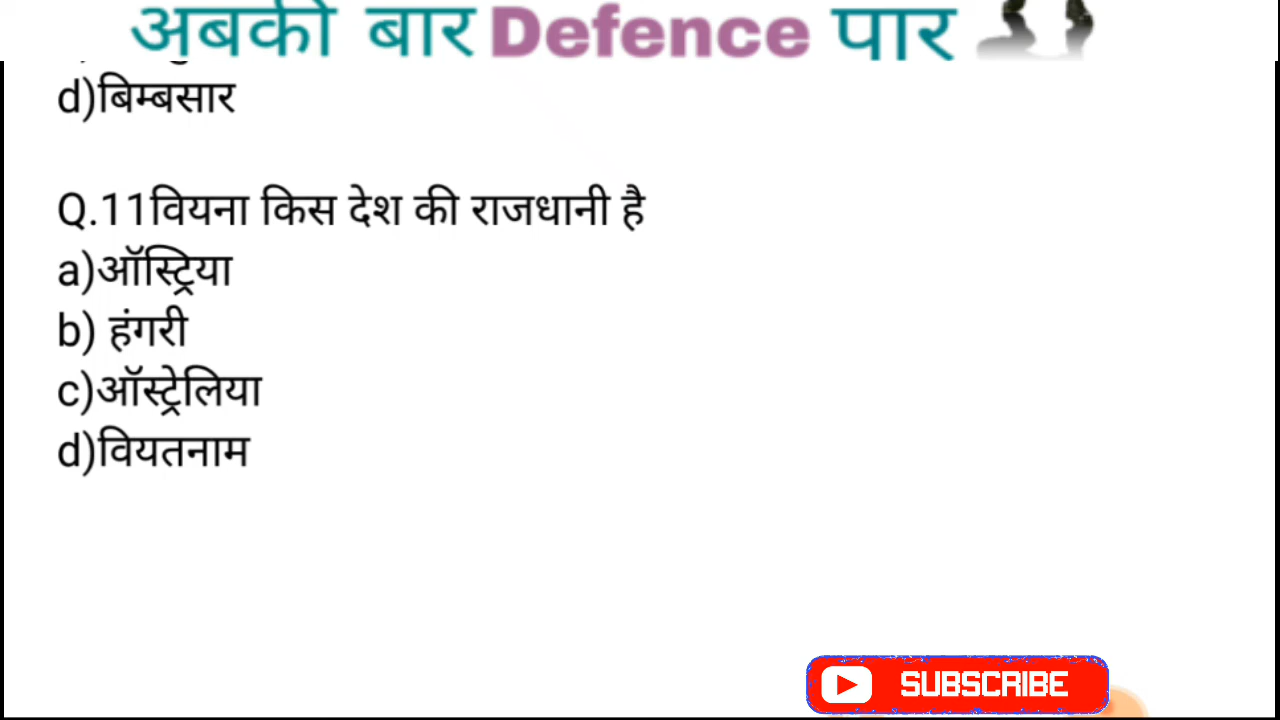 अबकी बार Defence पार
d)बिम्बसार
Q.11वियना किस देश की राजधानी है
a)ऑस्ट्रिया
b) हंगरी
c)ऑस्ट्रेलिया
d)वियतनाम
SUBSCRIBE